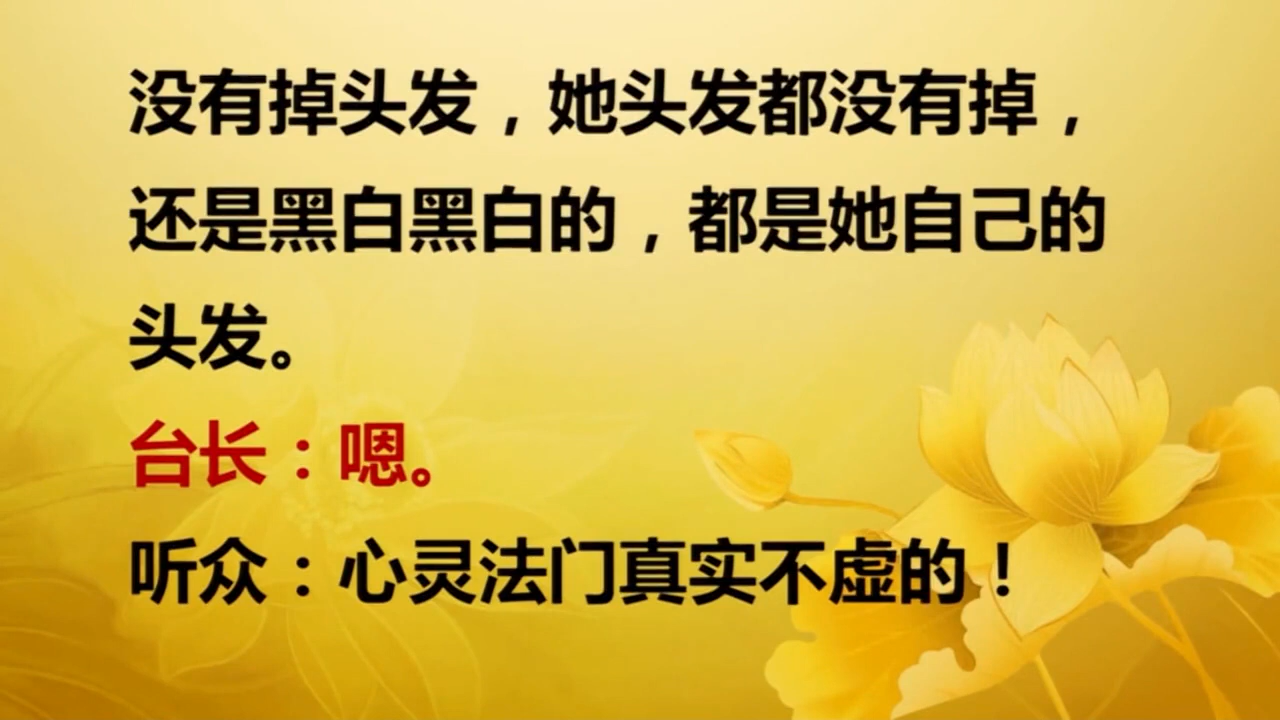 没有掉头发，她头发都没有掉，
还是黑白黑白的，都是她自己的
头发。
台长：嗯。
听众：心灵法门真实不虚的！